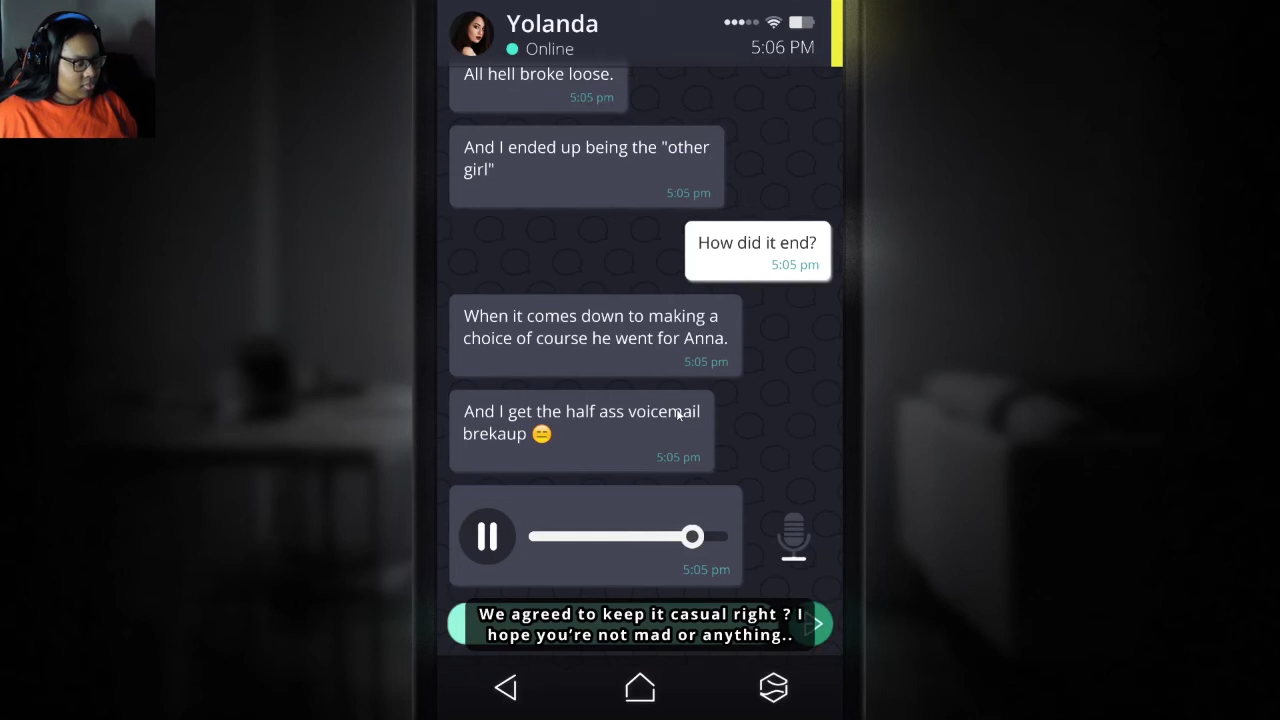 Yolanda
Online
5:06 PM
All hell broke loose.
5:05 pm
And I ended up being the "other
girl"
5:05 pm
How did it end?
5:05 pm
When it comes down to making a
choice of course he went for Anna.
5:05 pm
And I get the half ass voicemail
brekaup 😑
5:05 pm
5:05 pm
We agreed to keep it casual right ? I
hope you're not mad or anything..